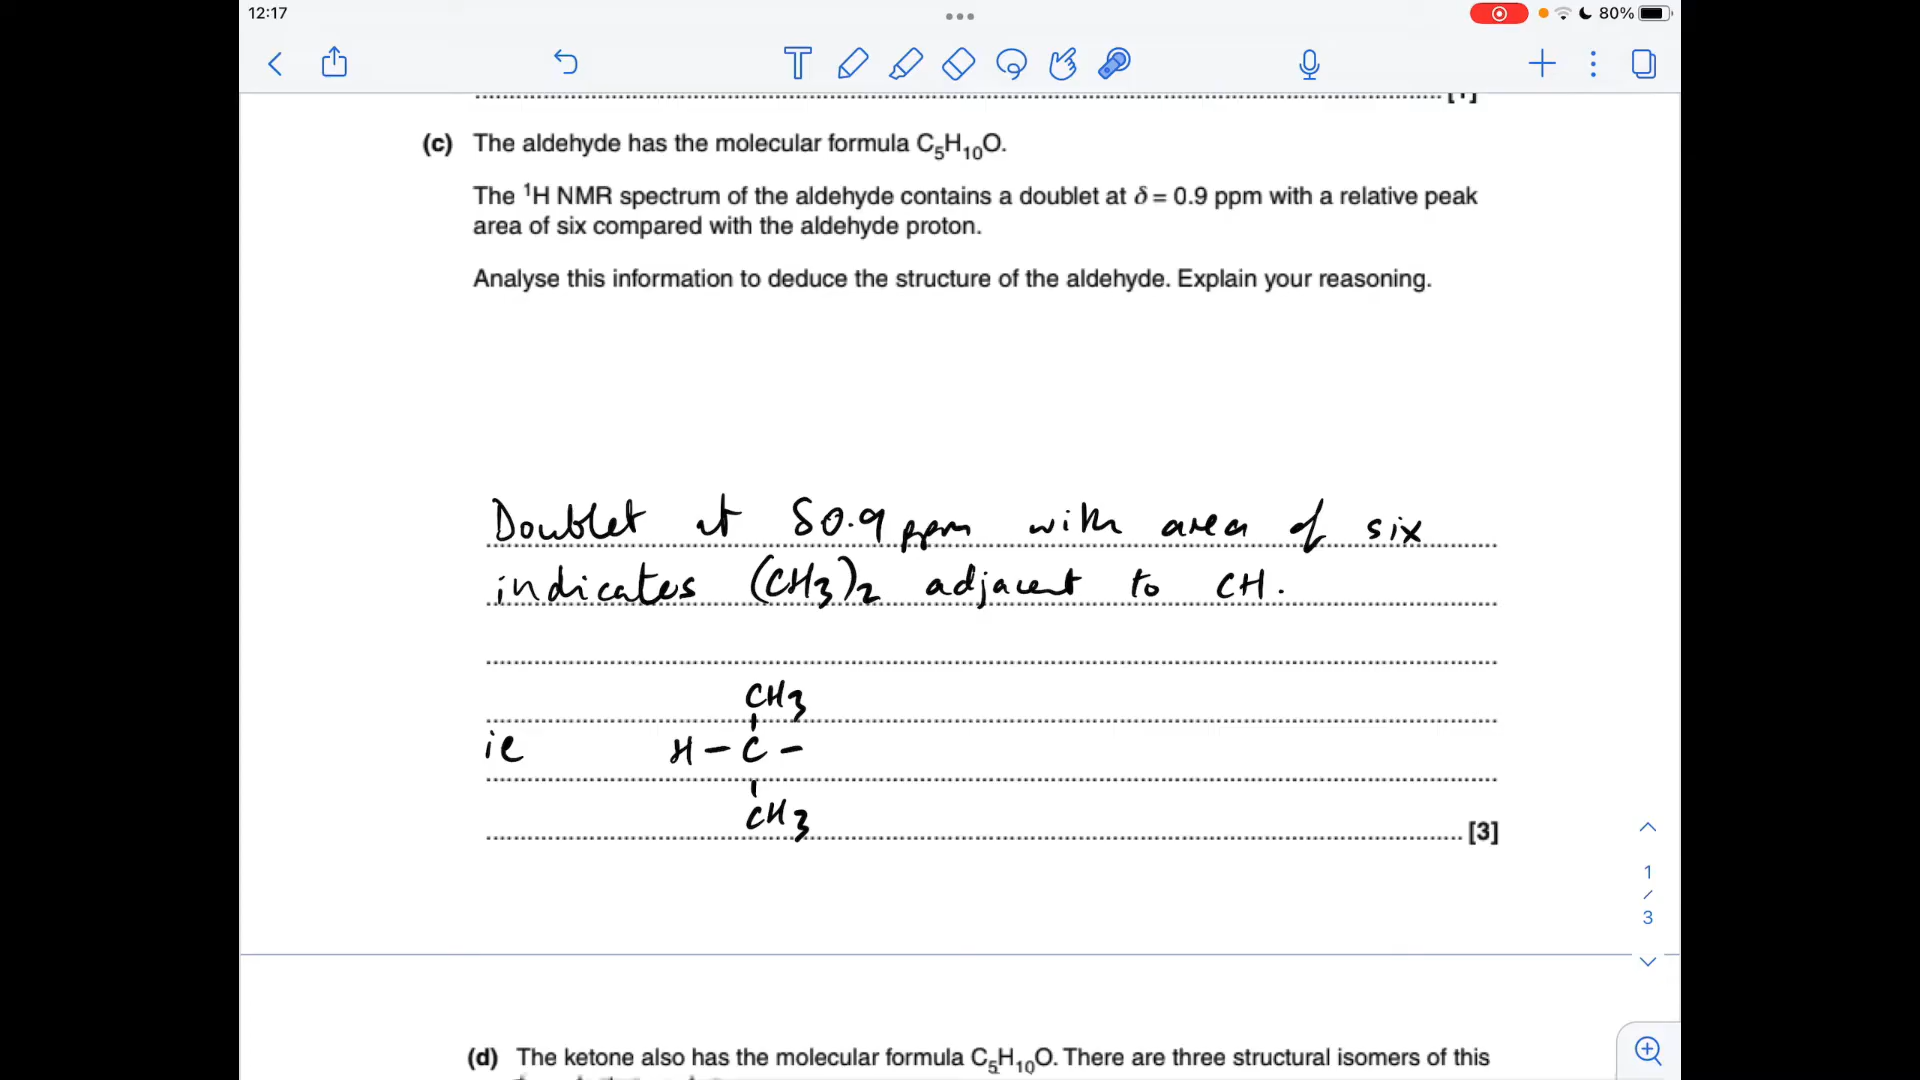 12:17
80%
[1]
(c) The aldehyde has the molecular formula C5H10O.
The 1H NMR spectrum of the aldehyde contains a doublet at δ = 0.9 ppm with a relative peak
area of six compared with the aldehyde proton.
Analyse this information to deduce the structure of the aldehyde. Explain your reasoning.
Doublet at δ0.9 ppm with area of six
indicates (CH3)2 adjacent to CH.
CH3
ie H – C –
CH3
[3]
1
/
3
(d) The ketone also has the molecular formula C5H10O. There are three structural isomers of this